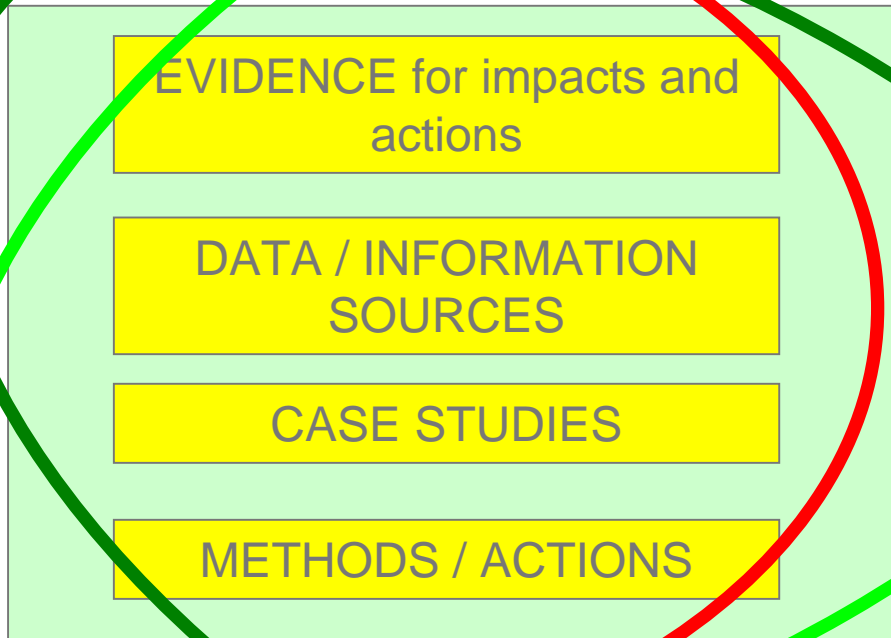 EVIDENCE for impacts and
actions
DATA / INFORMATION
SOURCES
CASE STUDIES
METHODS / ACTIONS